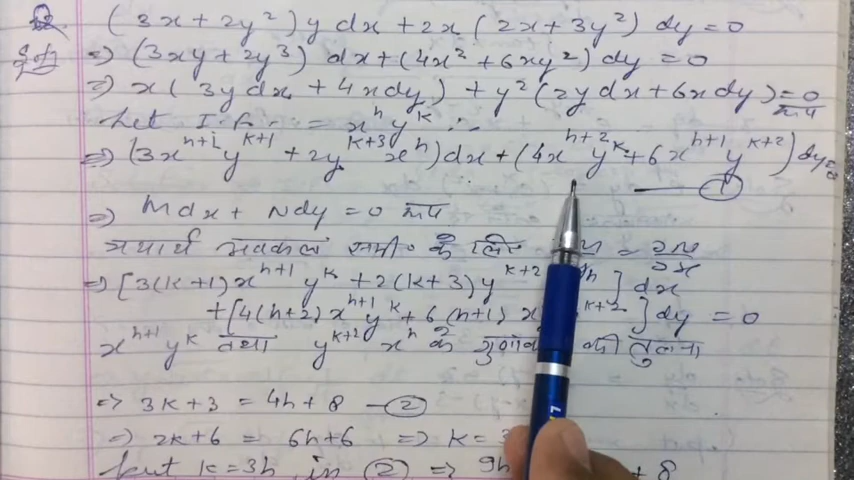 (3x+2y²)y dx + 2x(2x+3y²) dy = 0
Sol. ⇒ (3xy+2y³) dx + (4x²+6xy²) dy = 0
⇒ x(3y dx + 4x dy) + y²(2y dx + 6x dy) = 0
Let I.F. = x^h y^k ∴
⇒ (3x^{h+1} y^{k+1} + 2y^{k+3} x^h) dx + (4x^{h+2} y^k + 6x^{h+1} y^{k+2}) dy = 0
—①
⇒ M dx + N dy = 0 से
यथार्थ अवकल समी० के लिए = ∂N/∂x
⇒ [3(k+1) x^{h+1} y^k + 2(k+3) y^{k+2} ] dx
+ [4(h+2) x^{h+1} y^k + 6(h+1) x y^{k+2}] dy = 0
x^{h+1} y^k तथा y^{k+2} x^h के की तुलना
⇒ 3k+3 = 4h+8 —②
⇒ 2k+6 = 6h+6 ⇒ k = 3
but k=3h in ② ⇒ 9h + 8